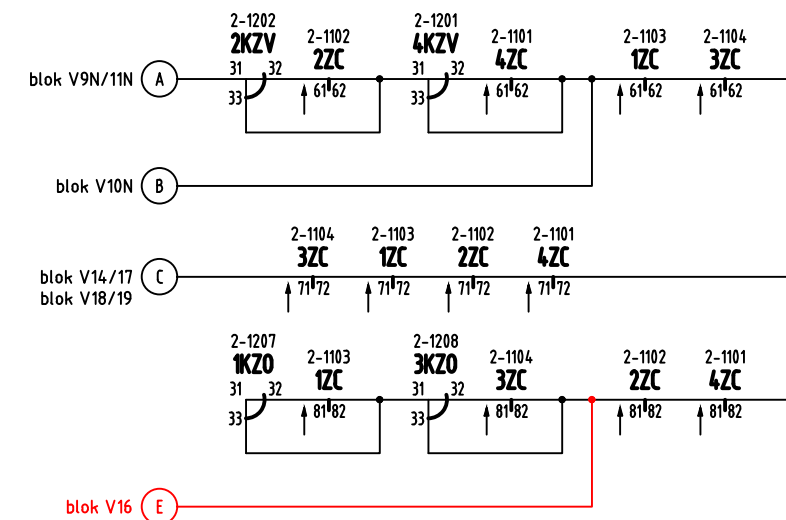 2-1202
2KZV
2-1102
2ZC
2-1201
4KZV
2-1101
4ZC
2-1103
1ZC
2-1104
3ZC
blok V9N/11N A
31 32
33
61 62
31 32
33
61 62
61 62
61 62
blok V10N B
2-1104
3ZC
2-1103
1ZC
2-1102
2ZC
2-1101
4ZC
blok V14/17
blok V18/19
C
71 72
71 72
71 72
71 72
2-1207
1KZO
2-1103
1ZC
2-1208
3KZO
2-1104
3ZC
2-1102
2ZC
2-1101
4ZC
31 32
33
81 82
31 32
33
81 82
81 82
81 82
blok V16 E